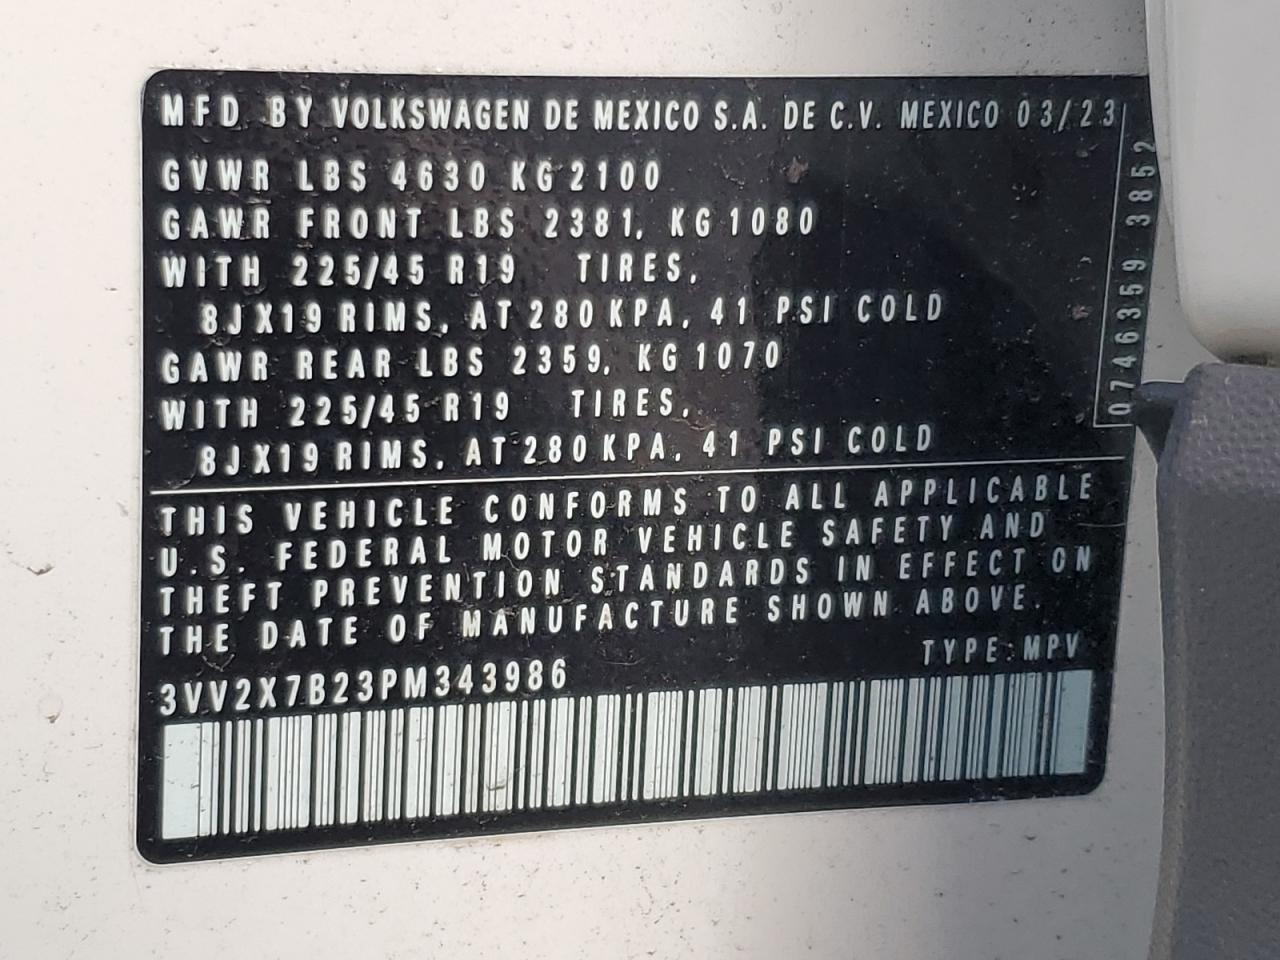 MFD BY VOLKSWAGEN DE MEXICO S.A. DE C.V. MEXICO 03/23
GVWR LBS 4630 KG 2100
GAWR FRONT LBS 2381, KG 1080
WITH 225/45 R19 TIRES,
8JX19 RIMS, AT 280 KPA, 41 PSI COLD
GAWR REAR LBS 2359, KG 1070
WITH 225/45 R19 TIRES,
8JX19 RIMS, AT 280 KPA, 41 PSI COLD
0746359 3852
THIS VEHICLE CONFORMS TO ALL APPLICABLE
U.S. FEDERAL MOTOR VEHICLE SAFETY AND
THEFT PREVENTION STANDARDS IN EFFECT ON
THE DATE OF MANUFACTURE SHOWN ABOVE.
TYPE: MPV
3VV2X7B23PM343986